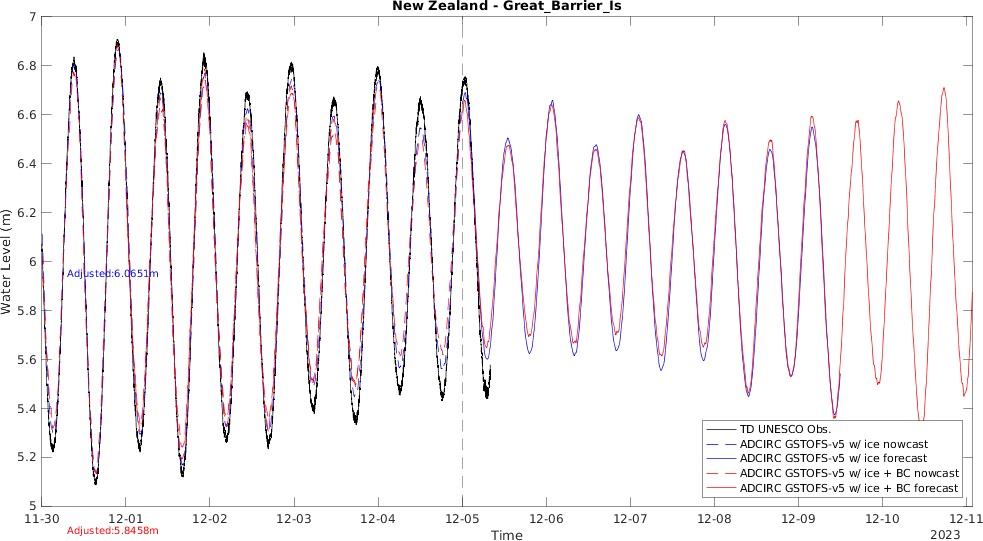 New Zealand - Great_Barrier_Is
7
6.8
6.6
6.4
6.2
6
5.8
5.6
5.4
5.2
5
Water Level (m)
Adjusted:6.0651m
Adjusted:5.8458m
TD UNESCO Obs.
ADCIRC GSTOFS-v5 w/ ice nowcast
ADCIRC GSTOFS-v5 w/ ice forecast
ADCIRC GSTOFS-v5 w/ ice + BC nowcast
ADCIRC GSTOFS-v5 w/ ice + BC forecast
11-30 12-01 12-02 12-03 12-04 12-05 12-06 12-07 12-08 12-09 12-10 12-11
Time
2023